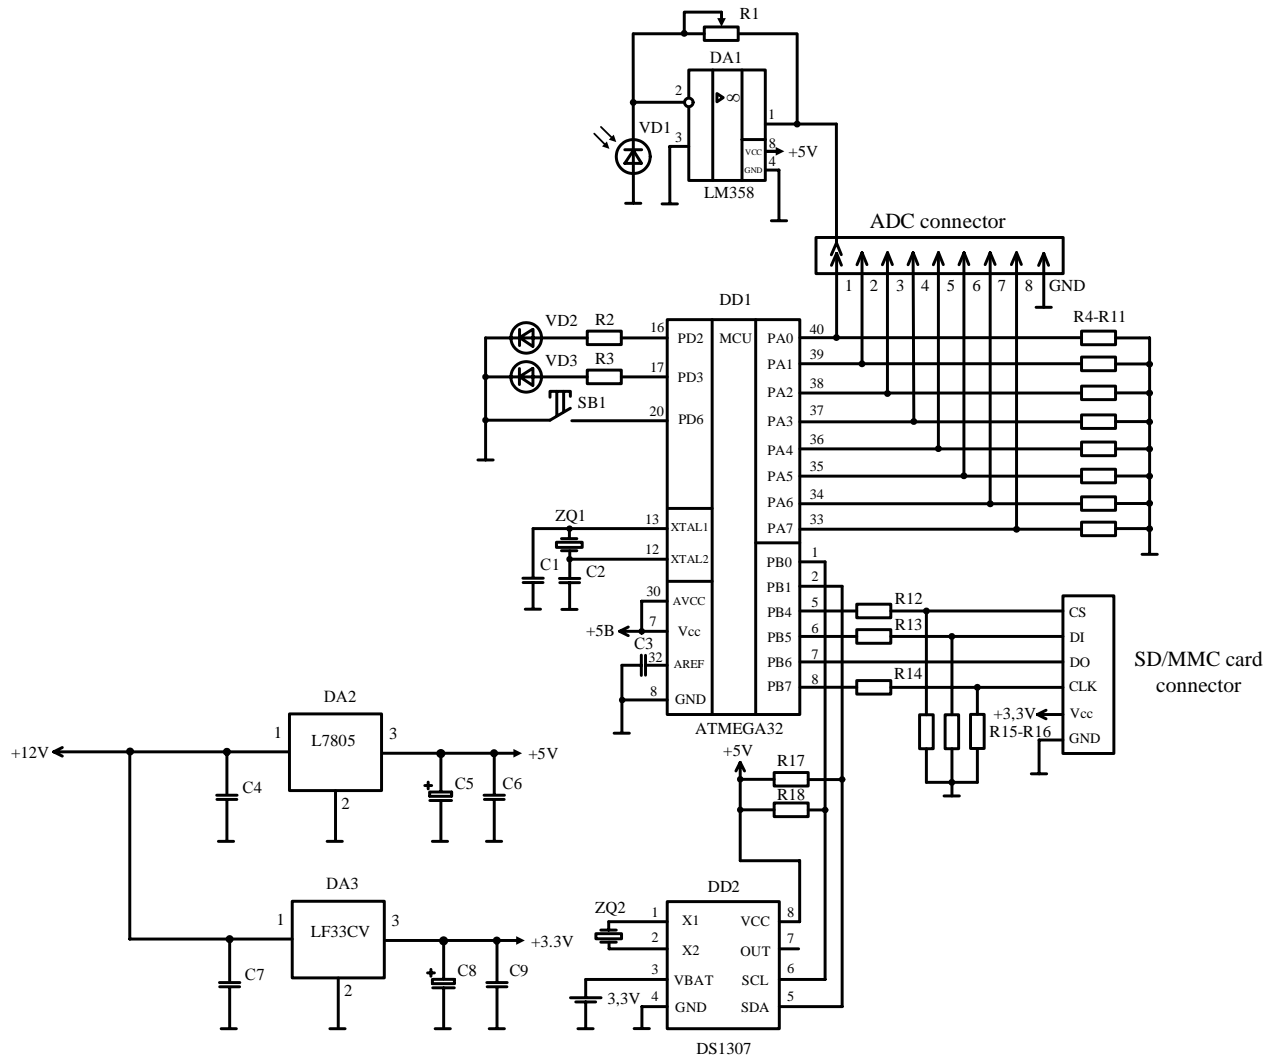 R1
DA1
2
∞
1
VD1
3
8
VCC
+5V
GND
4
LM358
ADC connector
1 2 3 4 5 6 7 8 GND
DD1
R4-R11
VD2 R2 16 PD2 MCU PA0 40
PA1 39
VD3 R3 17 PD3
PA2 38
SB1 20 PD6 PA3 37
PA4 36
PA5 35
PA6 34
ZQ1 13 XTAL1 PA7 33
C1 C2 12 XTAL2 PB0 1
30 AVCC PB1 2
R12
PB4 5 CS
+5B 7 Vcc PB5 6 R13 DI
C3 32 AREF PB6 7 DO
SD/MMC card
connector
8 GND PB7 8 R14 CLK
+3,3V Vcc
R15-R16 GND
ATMEGA32
DA2
+12V 1 L7805 3 +5V
2
C4 C5 C6
+
+5V
R17
R18
DA3
1 LF33CV 3 +3.3V
2
C7 C8 C9
+
DD2
ZQ2 1 X1 VCC 8
2 X2 OUT 7
3 VBAT SCL 6
3,3V 4 GND SDA 5
DS1307